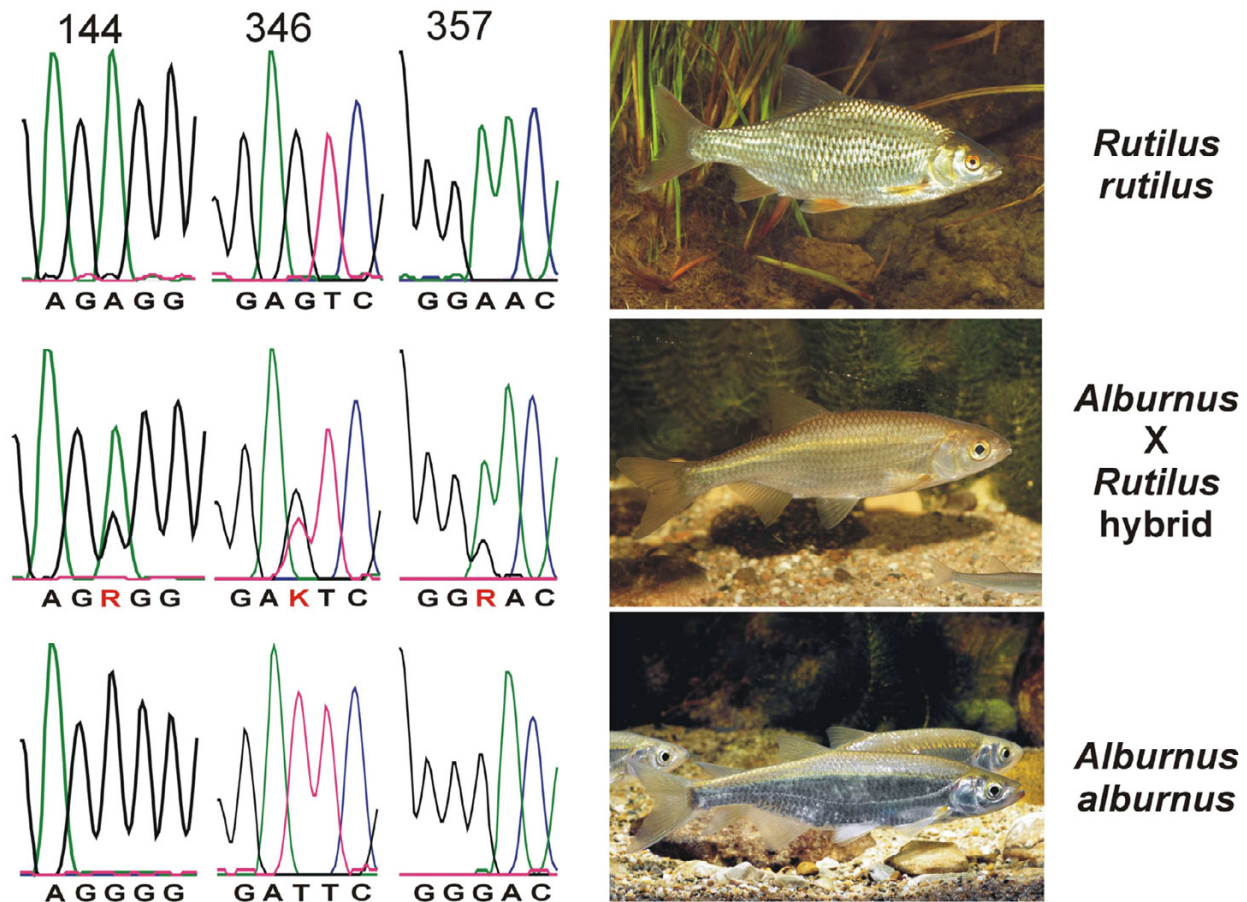 144 346 357
AGAGG GAGTC GGAAC
Rutilus
rutilus
AGRGG GAKTC GGRAC
Alburnus
X
Rutilus
hybrid
AGGGG GATTC GGGAC
Alburnus
alburnus